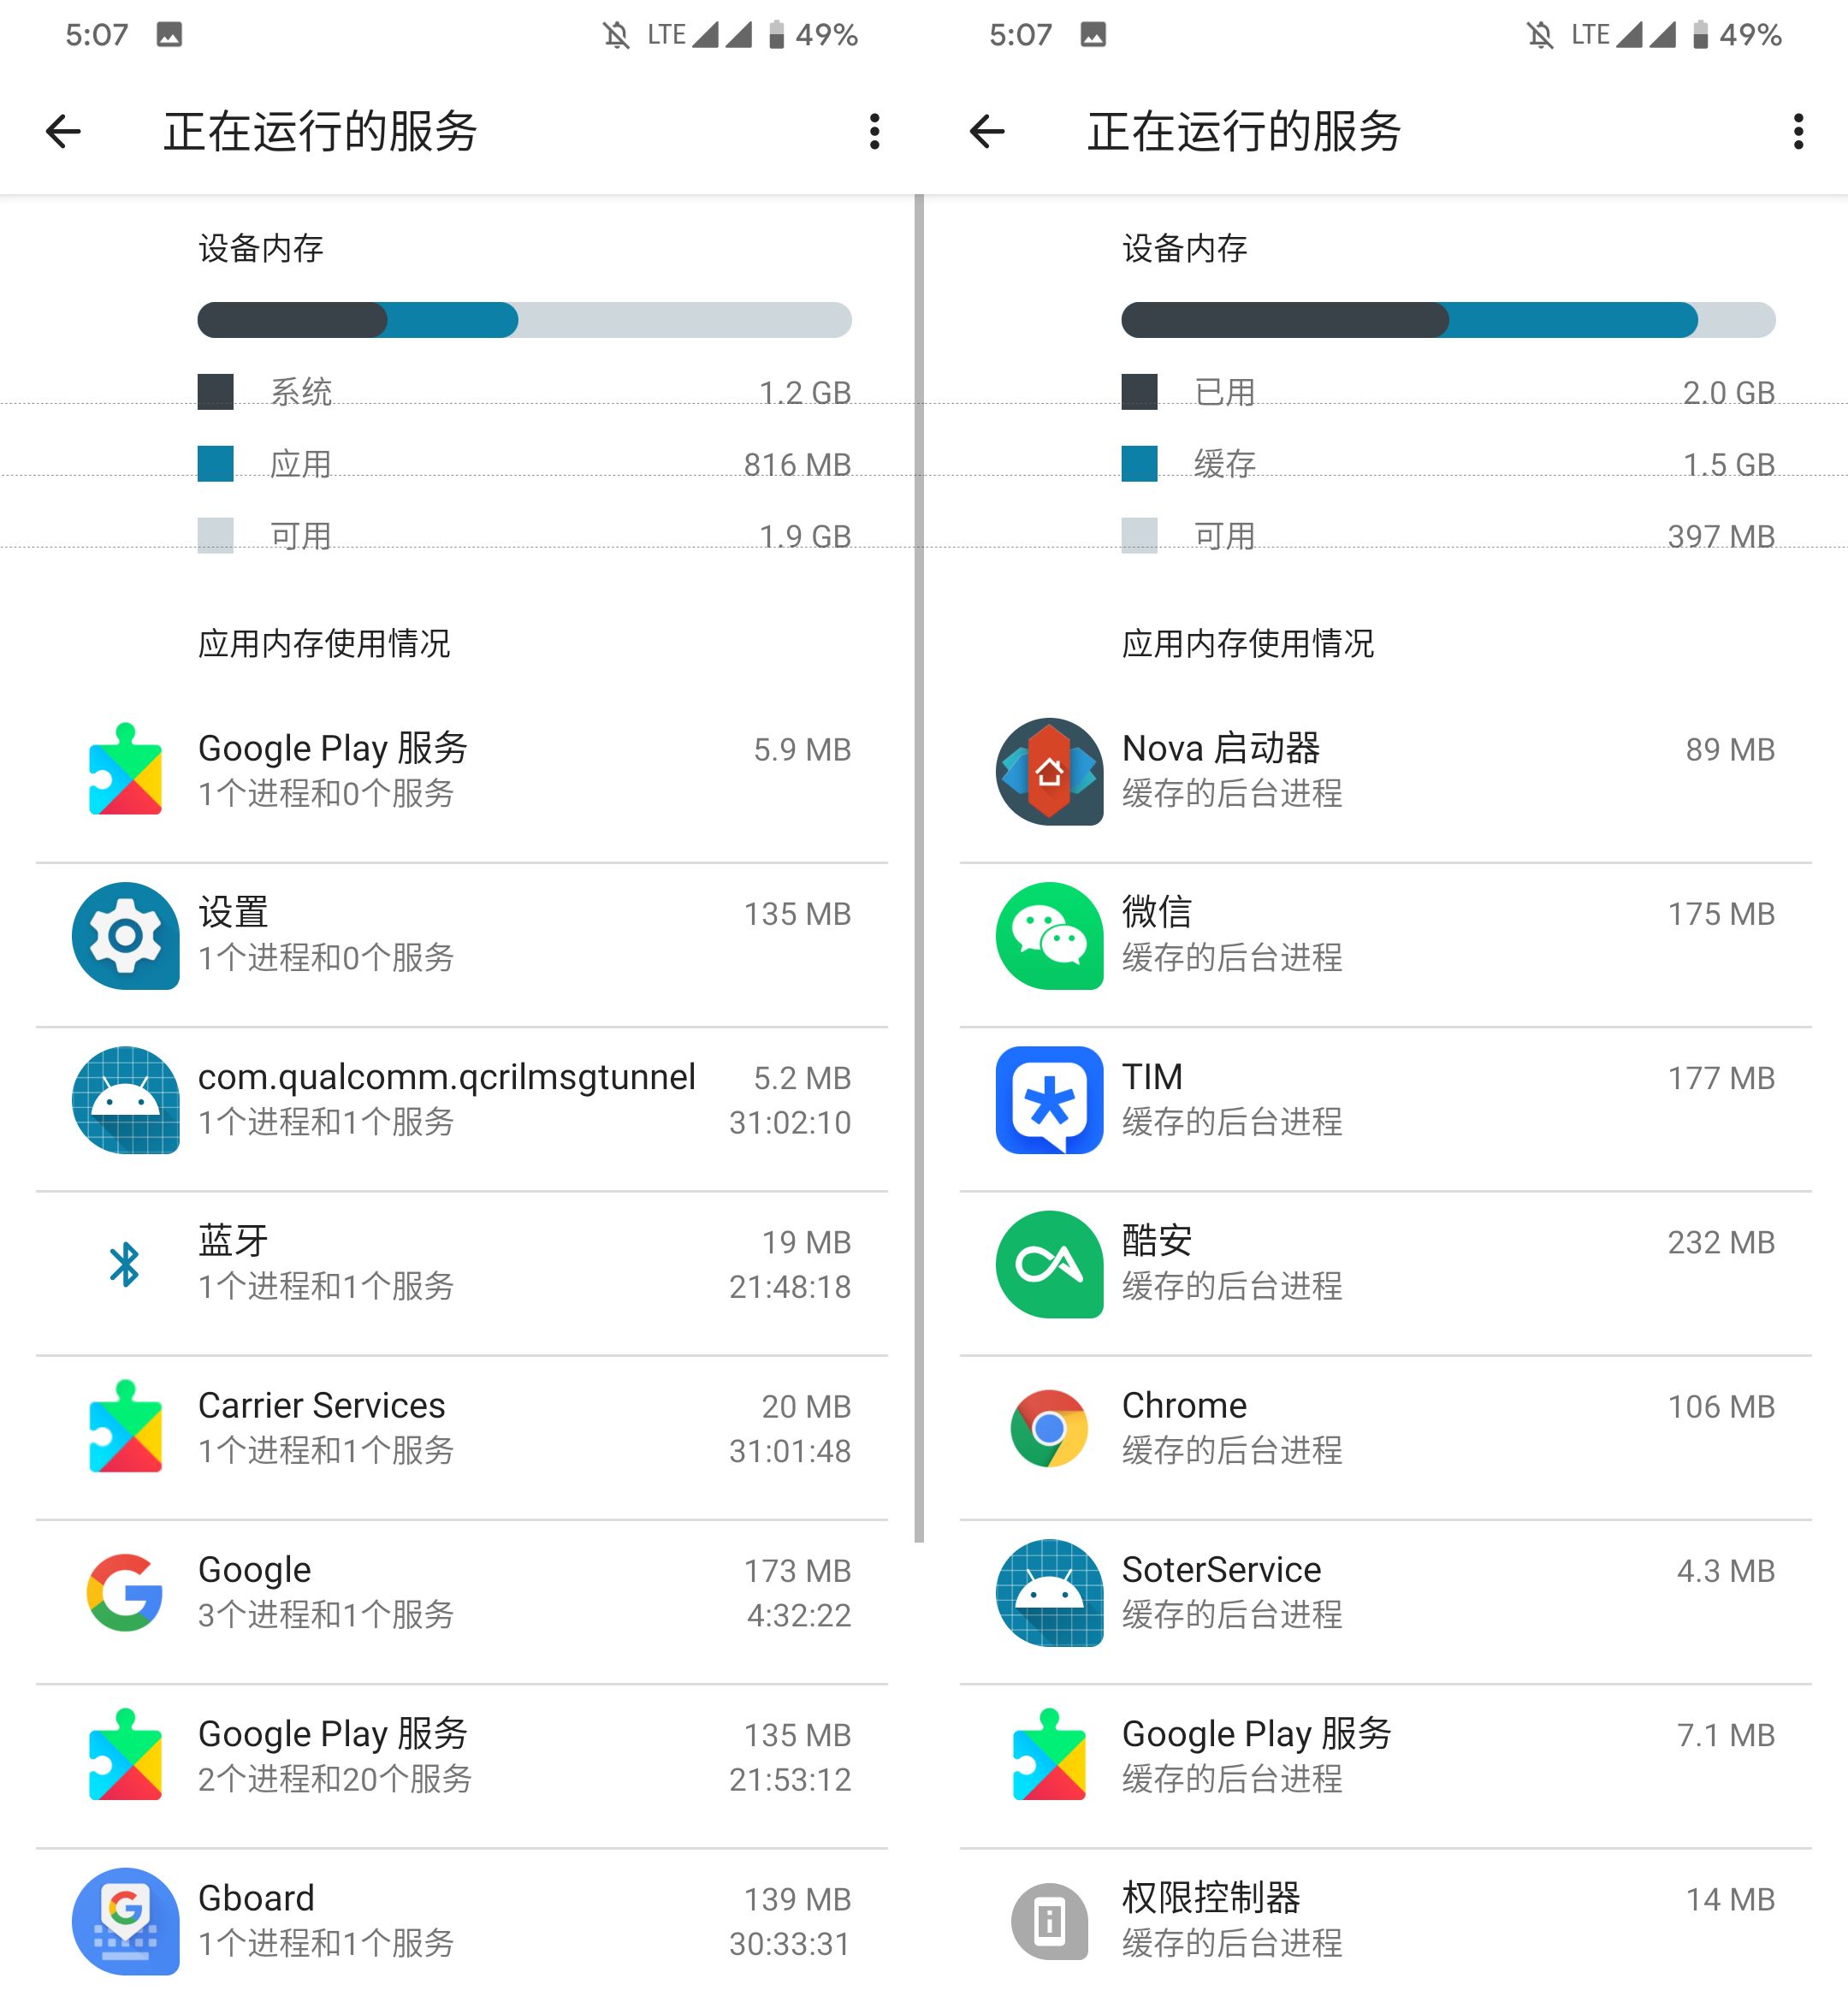 5:07 LTE 49%
正在运行的服务
设备内存
系统 1.2 GB
应用 816 MB
可用 1.9 GB
应用内存使用情况
Google Play 服务 5.9 MB
1个进程和0个服务
设置 135 MB
1个进程和0个服务
com.qualcomm.qcrilmsgtunnel 5.2 MB
1个进程和1个服务 31:02:10
蓝牙 19 MB
1个进程和1个服务 21:48:18
Carrier Services 20 MB
1个进程和1个服务 31:01:48
Google 173 MB
3个进程和1个服务 4:32:22
Google Play 服务 135 MB
2个进程和20个服务 21:53:12
Gboard 139 MB
1个进程和1个服务 30:33:31
5:07 LTE 49%
正在运行的服务
设备内存
已用 2.0 GB
缓存 1.5 GB
可用 397 MB
应用内存使用情况
Nova 启动器 89 MB
缓存的后台进程
微信 175 MB
缓存的后台进程
TIM 177 MB
缓存的后台进程
酷安 232 MB
缓存的后台进程
Chrome 106 MB
缓存的后台进程
SoterService 4.3 MB
缓存的后台进程
Google Play 服务 7.1 MB
缓存的后台进程
权限控制器 14 MB
缓存的后台进程